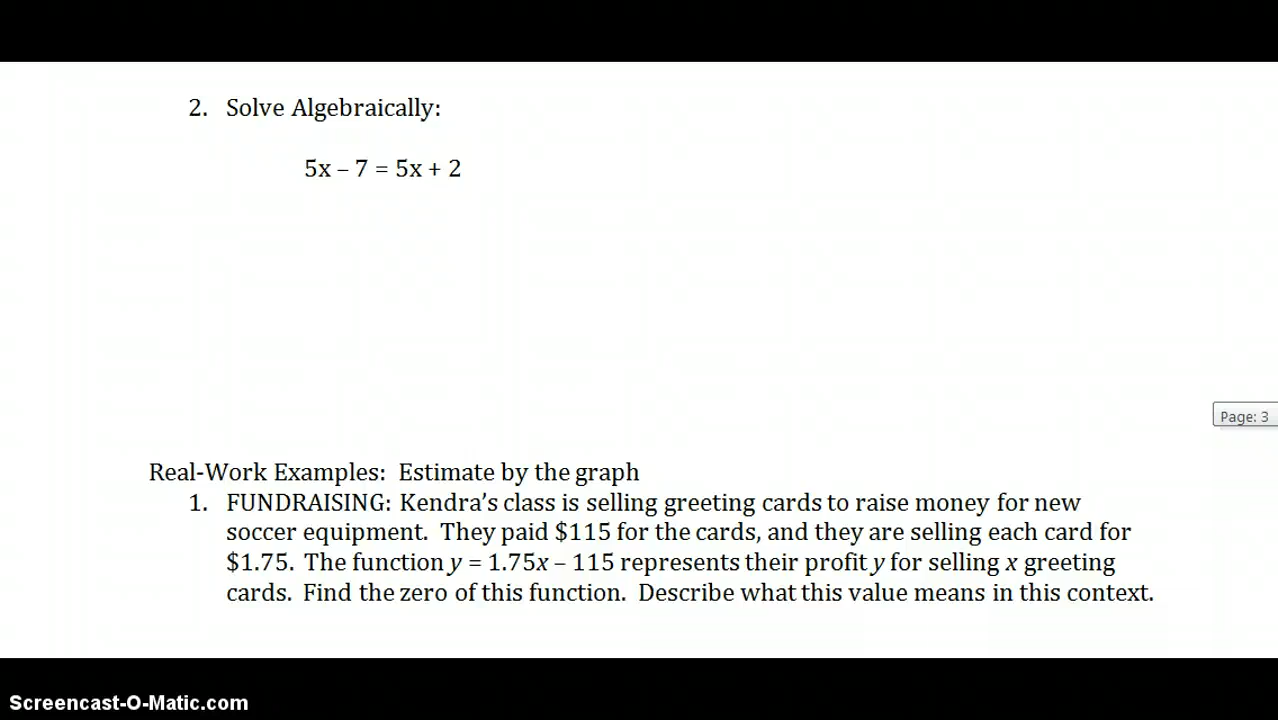 2. Solve Algebraically:
5x – 7 = 5x + 2
Page: 3
Real-Work Examples: Estimate by the graph
1. FUNDRAISING: Kendra’s class is selling greeting cards to raise money for new
soccer equipment. They paid $115 for the cards, and they are selling each card for
$1.75. The function y = 1.75x – 115 represents their profit y for selling x greeting
cards. Find the zero of this function. Describe what this value means in this context.
Screencast-O-Matic.com